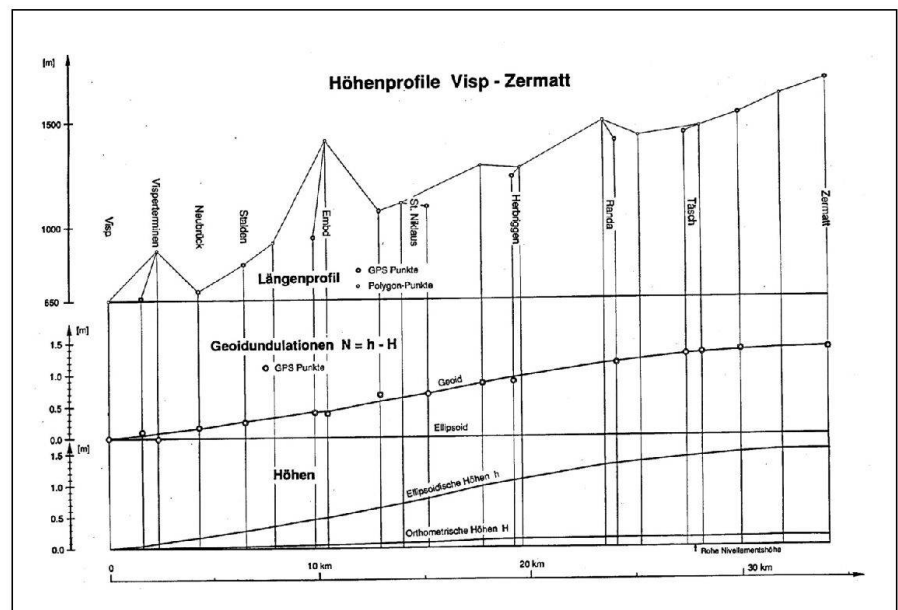 [m]
Höhenprofile Visp - Zermatt
1500
1000
650
Visp
Visperterminen
Neubrück
Stalden
Embd
St. Niklaus
Herbriggen
Randa
Täsch
Zermatt
Längenprofil
GPS Punkte
Polygon-Punkte
[m]
1.5
1.0
0.5
0.0
Geoidundulationen N = h - H
GPS Punkte
Geoid
Ellipsoid
[m]
1.5
1.0
0.5
0.0
Höhen
Ellipsoidische Höhen h
Orthometrische Höhen H
Rohe Nivellementshöhe
0
10 km
20 km
30 km